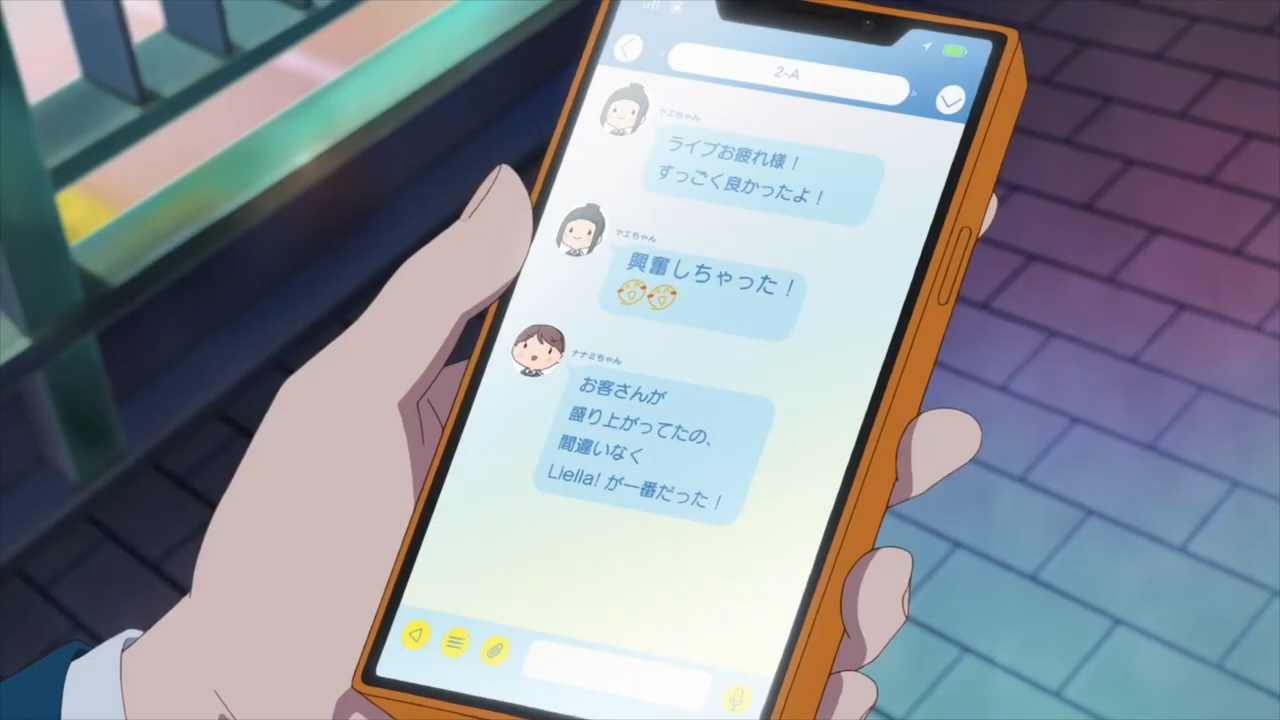 2-A
ヤエちゃん
ライブお疲れ様！
すっごく良かったよ！
ヤエちゃん
興奮しちゃった！
ナナミちゃん
お客さんが
盛り上がってたの、
間違いなく
Liella! が一番だった！